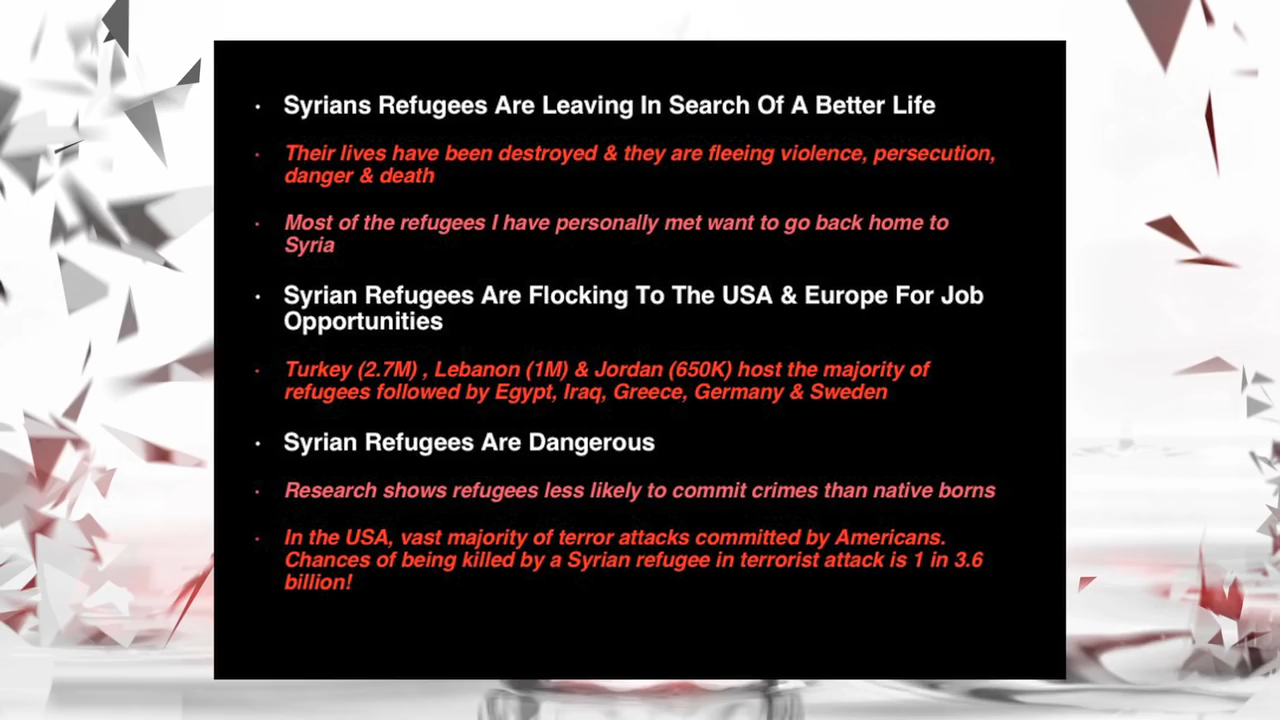 • Syrians Refugees Are Leaving In Search Of A Better Life
• Their lives have been destroyed & they are fleeing violence, persecution,
danger & death
• Most of the refugees I have personally met want to go back home to
Syria
• Syrian Refugees Are Flocking To The USA & Europe For Job
Opportunities
• Turkey (2.7M) , Lebanon (1M) & Jordan (650K) host the majority of
refugees followed by Egypt, Iraq, Greece, Germany & Sweden
• Syrian Refugees Are Dangerous
• Research shows refugees less likely to commit crimes than native borns
• In the USA, vast majority of terror attacks committed by Americans.
Chances of being killed by a Syrian refugee in terrorist attack is 1 in 3.6
billion!